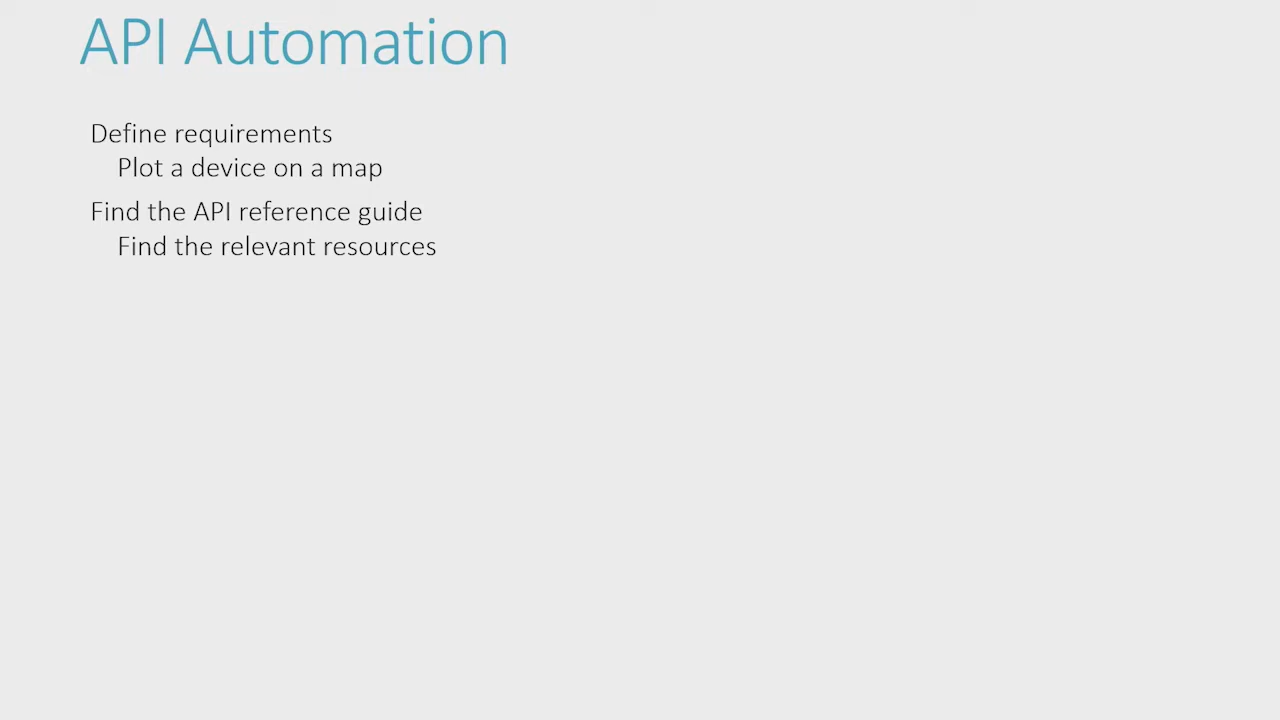 API Automation
Define requirements
Plot a device on a map
Find the API reference guide
Find the relevant resources